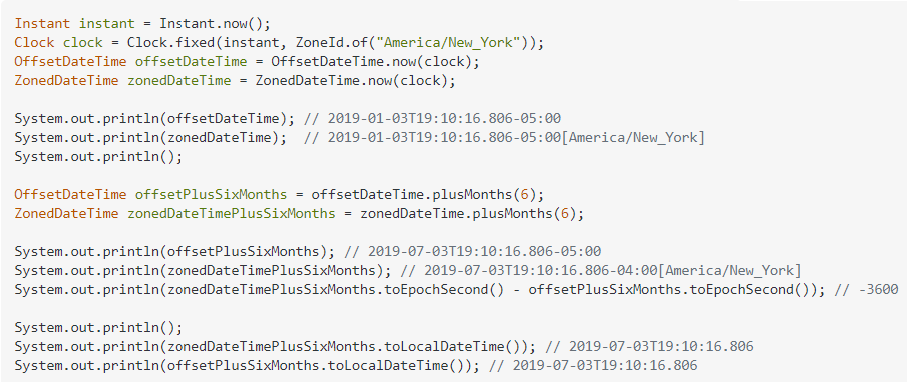 Instant instant = Instant.now();
Clock clock = Clock.fixed(instant, ZoneId.of("America/New_York"));
OffsetDateTime offsetDateTime = OffsetDateTime.now(clock);
ZonedDateTime zonedDateTime = ZonedDateTime.now(clock);

System.out.println(offsetDateTime); // 2019-01-03T19:10:16.806-05:00
System.out.println(zonedDateTime);  // 2019-01-03T19:10:16.806-05:00[America/New_York]
System.out.println();

OffsetDateTime offsetPlusSixMonths = offsetDateTime.plusMonths(6);
ZonedDateTime zonedDateTimePlusSixMonths = zonedDateTime.plusMonths(6);

System.out.println(offsetPlusSixMonths); // 2019-07-03T19:10:16.806-05:00
System.out.println(zonedDateTimePlusSixMonths); // 2019-07-03T19:10:16.806-04:00[America/New_York]
System.out.println(zonedDateTimePlusSixMonths.toEpochSecond() - offsetPlusSixMonths.toEpochSecond()); // -3600

System.out.println();
System.out.println(zonedDateTimePlusSixMonths.toLocalDateTime()); // 2019-07-03T19:10:16.806
System.out.println(offsetPlusSixMonths.toLocalDateTime()); // 2019-07-03T19:10:16.806